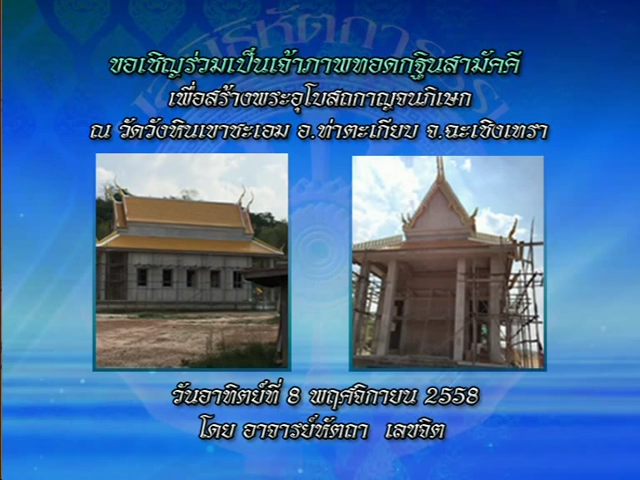 ขอเชิญร่วมเป็นเจ้าภาพทอดกฐินสามัคคี
เพื่อสร้างพระอุโบสถกาญจนภิเษก
ณ วัดวังหินเขาชะเอม อ.ท่าตะเกียบ จ.ฉะเชิงเทรา
วันอาทิตย์ที่ 8 พฤศจิกายน 2558
โดย อาจารย์หัตถา เลขจิต